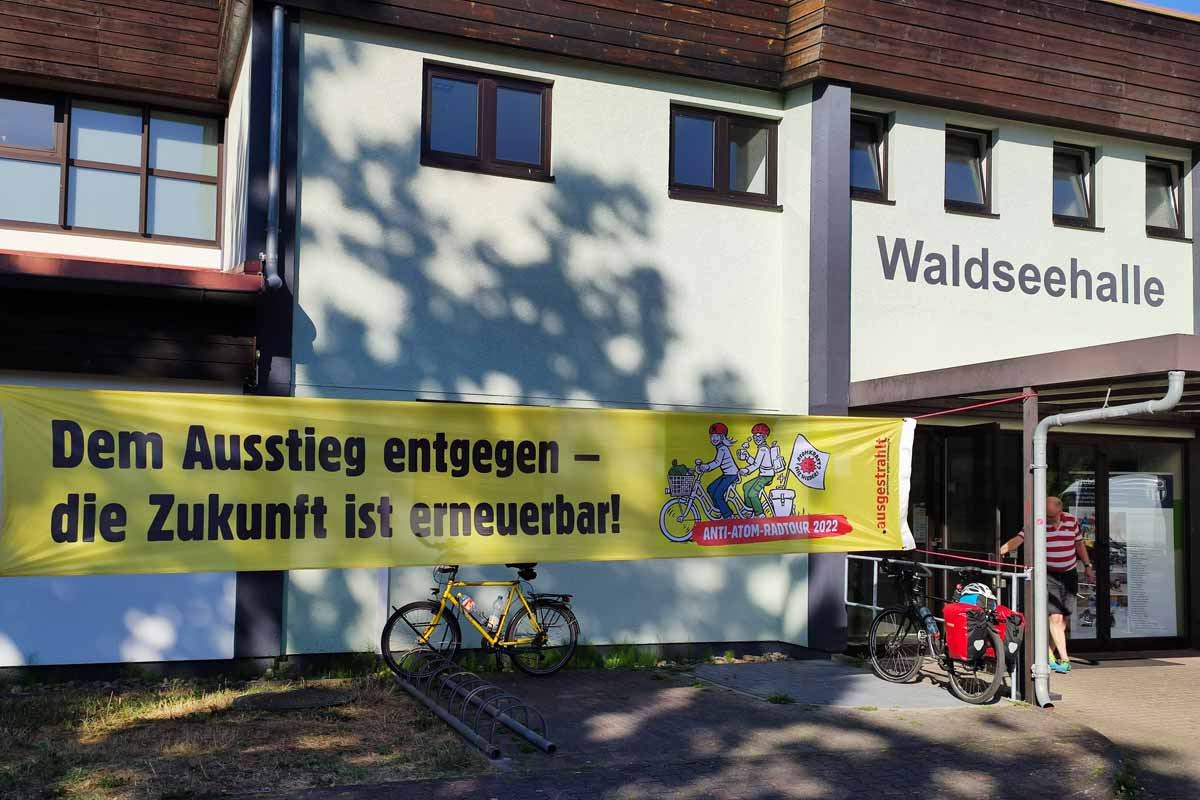 Waldseehalle
Dem Ausstieg entgegen –
die Zukunft ist erneuerbar!
ANTI-ATOM-RADTOUR 2022
.ausgestrahlt